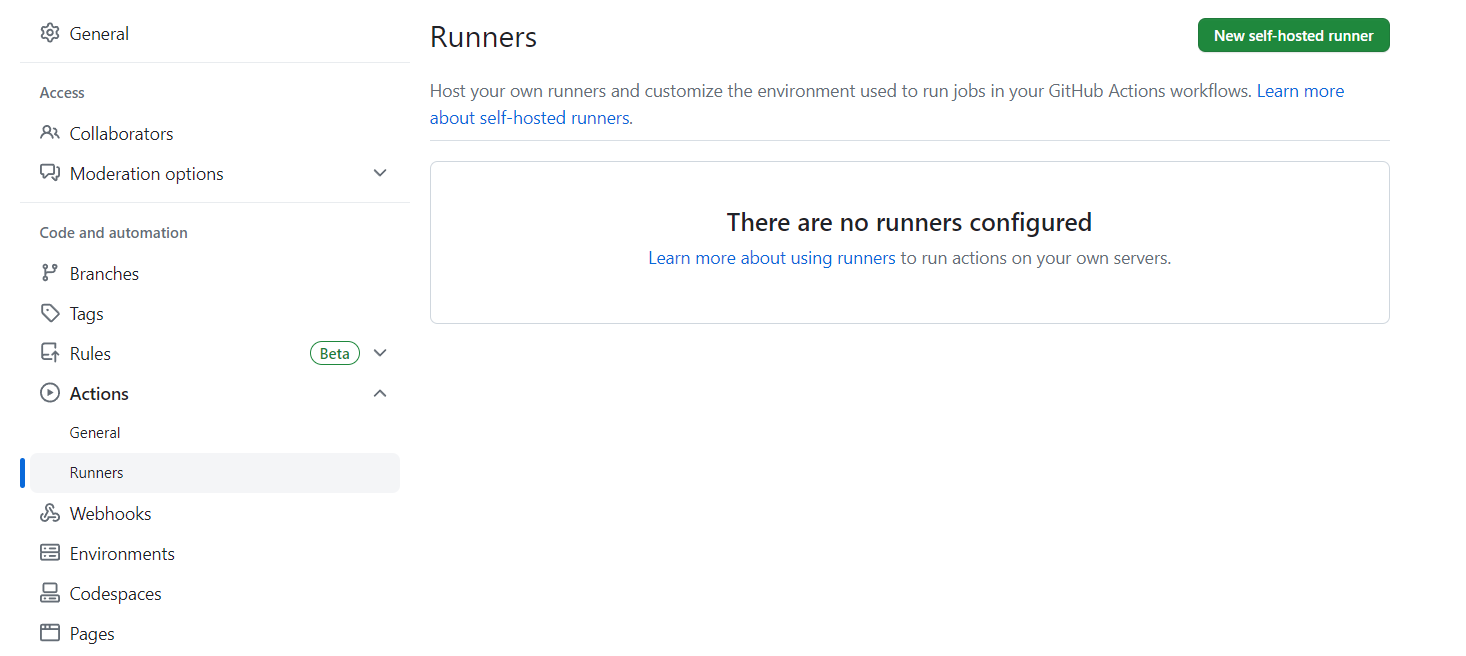 General
Access
Collaborators
Moderation options
Code and automation
Branches
Tags
Rules
Beta
Actions
General
Runners
Webhooks
Environments
Codespaces
Pages
Runners
New self-hosted runner
Host your own runners and customize the environment used to run jobs in your GitHub Actions workflows. Learn more
about self-hosted runners.
There are no runners configured
Learn more about using runners to run actions on your own servers.